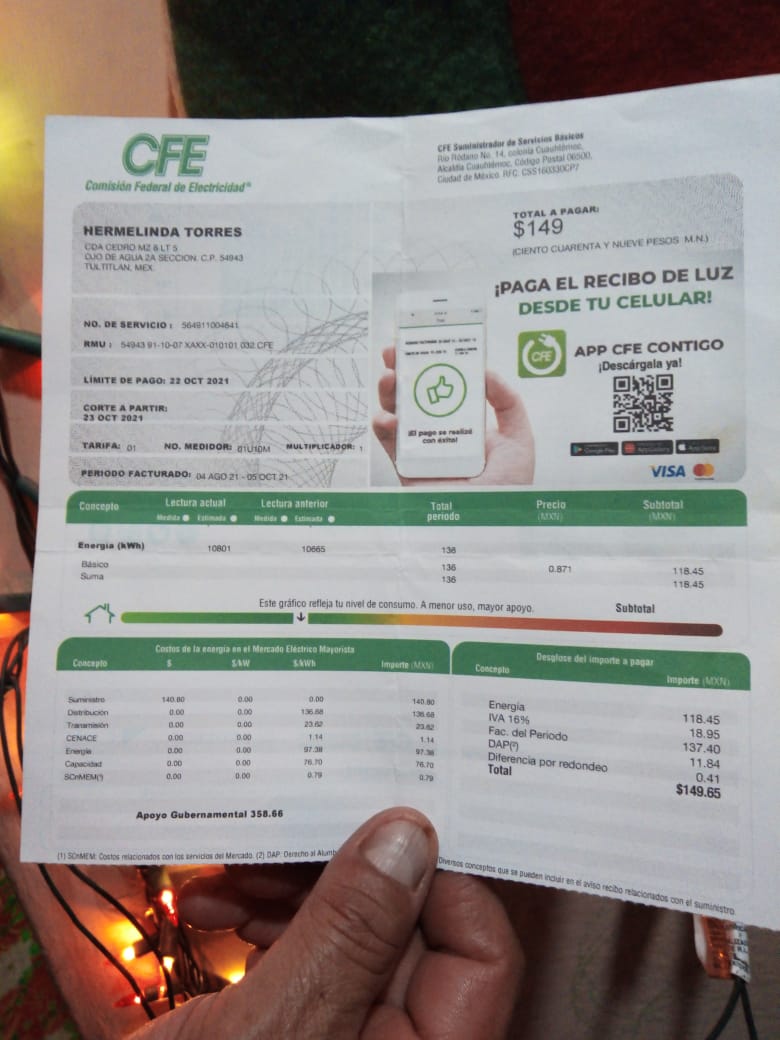 CFE
Comisión Federal de Electricidad®
CFE Suministrador de Servicios Básicos
Río Ródano No. 14, colonia Cuauhtémoc,
Alcaldía Cuauhtémoc, Código Postal 06500,
Ciudad de México. RFC: CSS160330CP7
HERMELINDA TORRES
CDA CEDRO MZ 8 LT 5
OJO DE AGUA 2A SECCION. C.P. 54943
TULTITLÁN, MEX.
TOTAL A PAGAR:
$149
(CIENTO CUARENTA Y NUEVE PESOS M.N.)
NO. DE SERVICIO : 564911004641
RMU : 54943 91-10-07 XAXX-010101 032 CFE
LÍMITE DE PAGO: 22 OCT 2021
CORTE A PARTIR:
23 OCT 2021
TARIFA: 01 NO. MEDIDOR: 01U10M MULTIPLICADOR: 1
PERIODO FACTURADO: 04 AGO 21 - 05 OCT 21
¡PAGA EL RECIBO DE LUZ
DESDE TU CELULAR!
CFE
APP CFE CONTIGO
¡Descárgala ya!
¡El pago se realizó
con éxito!
Google Play AppGallery App Store
VISA
Concepto Lectura actual Lectura anterior Total periodo Precio (MXN) Subtotal (MXN)
Medida Estimada Medida Estimada
Energía (kWh) 10801 10665 136
Básico 136 0.871 118.45
Suma 136 118.45
Este gráfico refleja tu nivel de consumo. A menor uso, mayor apoyo. Subtotal
Costos de la energía en el Mercado Eléctrico Mayorista
Concepto $ $/kW $/kWh Importe (MXN)
Suministro 140.80 0.00 0.00 140.80
Distribución 0.00 0.00 136.68 136.68
Transmisión 0.00 0.00 23.62 23.62
CENACE 0.00 0.00 1.14 1.14
Energía 0.00 0.00 97.38 97.38
Capacidad 0.00 0.00 76.70 76.70
SCnMEM(¹) 0.00 0.00 0.79 0.79
Apoyo Gubernamental 358.66
Desglose del importe a pagar
Concepto Importe (MXN)
Energía 118.45
IVA 16% 18.95
Fac. del Periodo 137.40
DAP(²) 11.84
Diferencia por redondeo 0.41
Total $149.65
(1) SCnMEM: Costos relacionados con los servicios del Mercado. (2) DAP: Derecho al Alumb
Diversos conceptos que se pueden incluir en el aviso recibo relacionados con el suministro